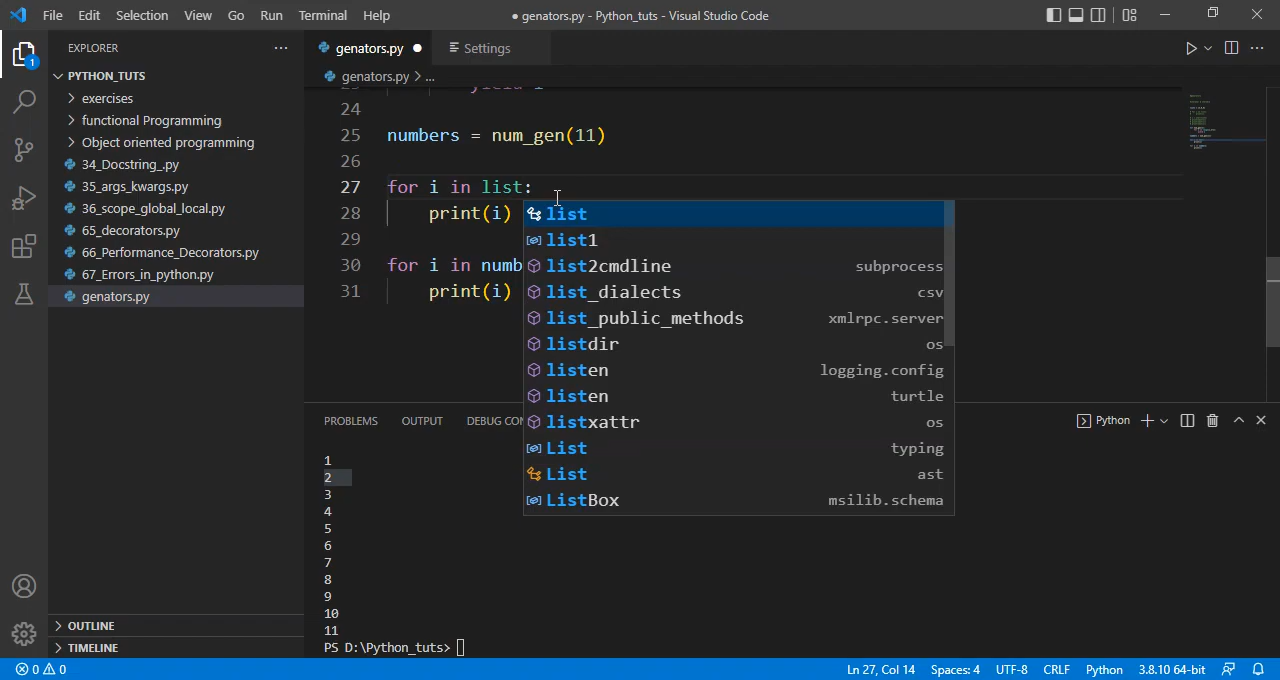 File Edit Selection View Go Run Terminal Help
● genators.py - Python_tuts - Visual Studio Code
EXPLORER
1
PYTHON_TUTS
exercises
functional Programming
Object oriented programming
34_Docstring_.py
35_args_kwargs.py
36_scope_global_local.py
65_decorators.py
66_Performance_Decorators.py
67_Errors_in_python.py
genators.py
OUTLINE
TIMELINE
genators.py ● Settings
genators.py > ...
23 yield i
24
25 numbers = num_gen(11)
26
27 for i in list:
28 print(i)
29
30 for i in numb
31 print(i)
list
list1
list2cmdline subprocess
list_dialects csv
list_public_methods xmlrpc.server
listdir os
listen logging.config
listen turtle
listxattr os
List typing
List ast
ListBox msilib.schema
PROBLEMS OUTPUT DEBUG CON Python
1
2
3
4
5
6
7
8
9
10
11
PS D:\Python_tuts>
0 0 Ln 27, Col 14 Spaces: 4 UTF-8 CRLF Python 3.8.10 64-bit